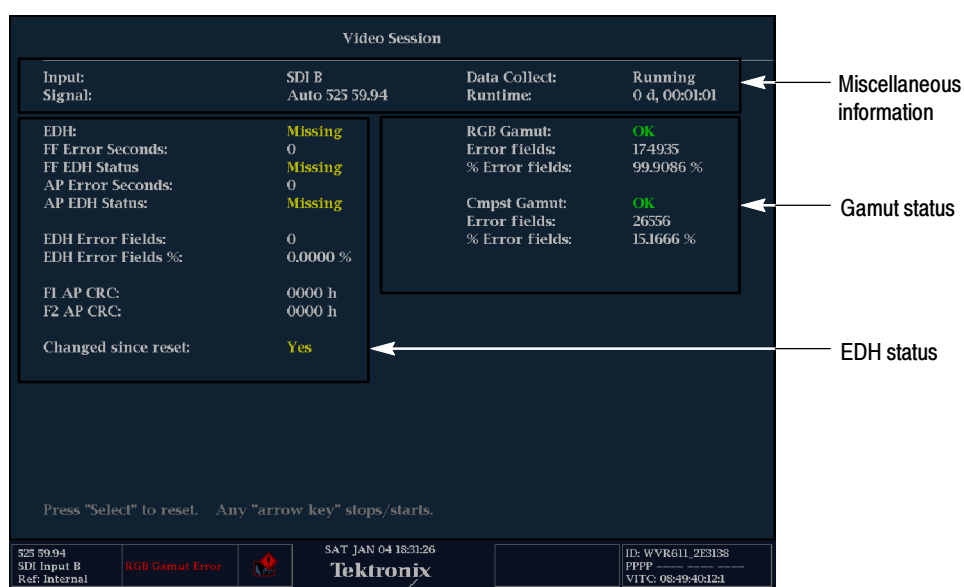 Video Session
Input: SDI B Data Collect: Running
Signal: Auto 525 59.94 Runtime: 0 d, 00:01:01
Miscellaneous
information
EDH: Missing RGB Gamut: OK
FF Error Seconds: 0 Error fields: 174935
FF EDH Status Missing % Error fields: 99.9086 %
AP Error Seconds: 0
AP EDH Status: Missing Cmpst Gamut: OK
Error fields: 26556
EDH Error Fields: 0 % Error fields: 15.1666 %
EDH Error Fields %: 0.0000 %
Gamut status
F1 AP CRC: 0000 h
F2 AP CRC: 0000 h
Changed since reset: Yes
EDH status
Press "Select" to reset. Any "arrow key" stops/starts.
525 59.94
SDI Input B
Ref: Internal
RGB Gamut Error
SAT JAN 04 18:31:26
Tektronix
ID: WVR611_2E3138
PPPP ---- ---- ---- ----
VITC: 08:49:40:12:1